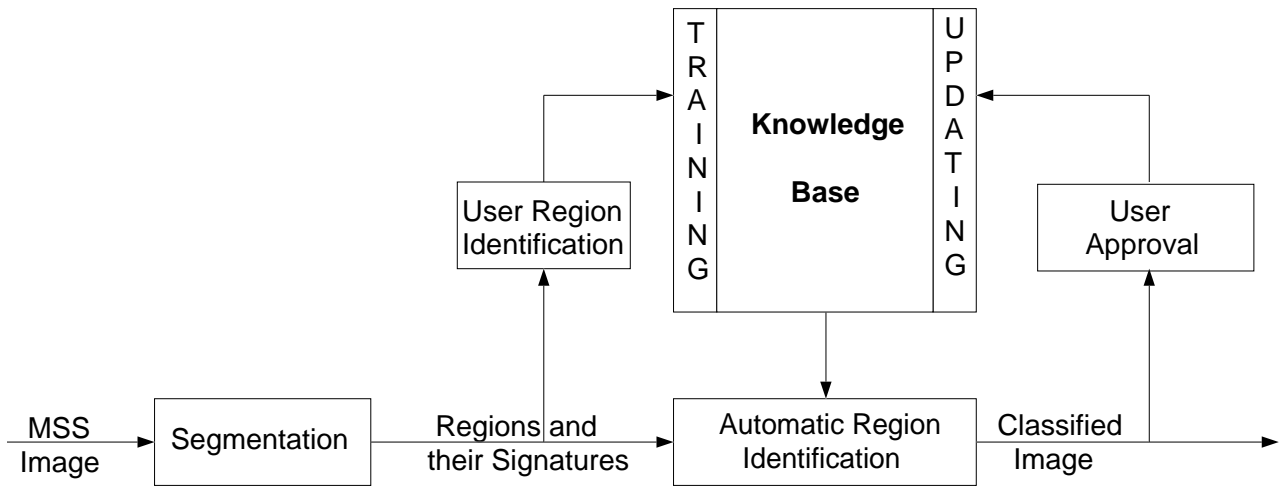 TRAINING
Knowledge
Base
UPDATING
User Region
Identification
User
Approval
MSS
Image
Segmentation
Regions and
their Signatures
Automatic Region
Identification
Classified
Image